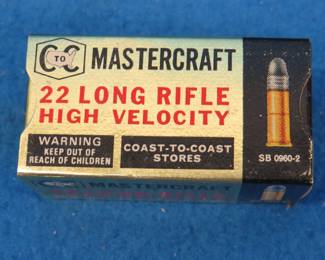 C TO C MASTERCRAFT
22 LONG RIFLE
HIGH VELOCITY
WARNING
KEEP OUT OF
REACH OF CHILDREN
COAST-TO-COAST
STORES
SB 0960-2